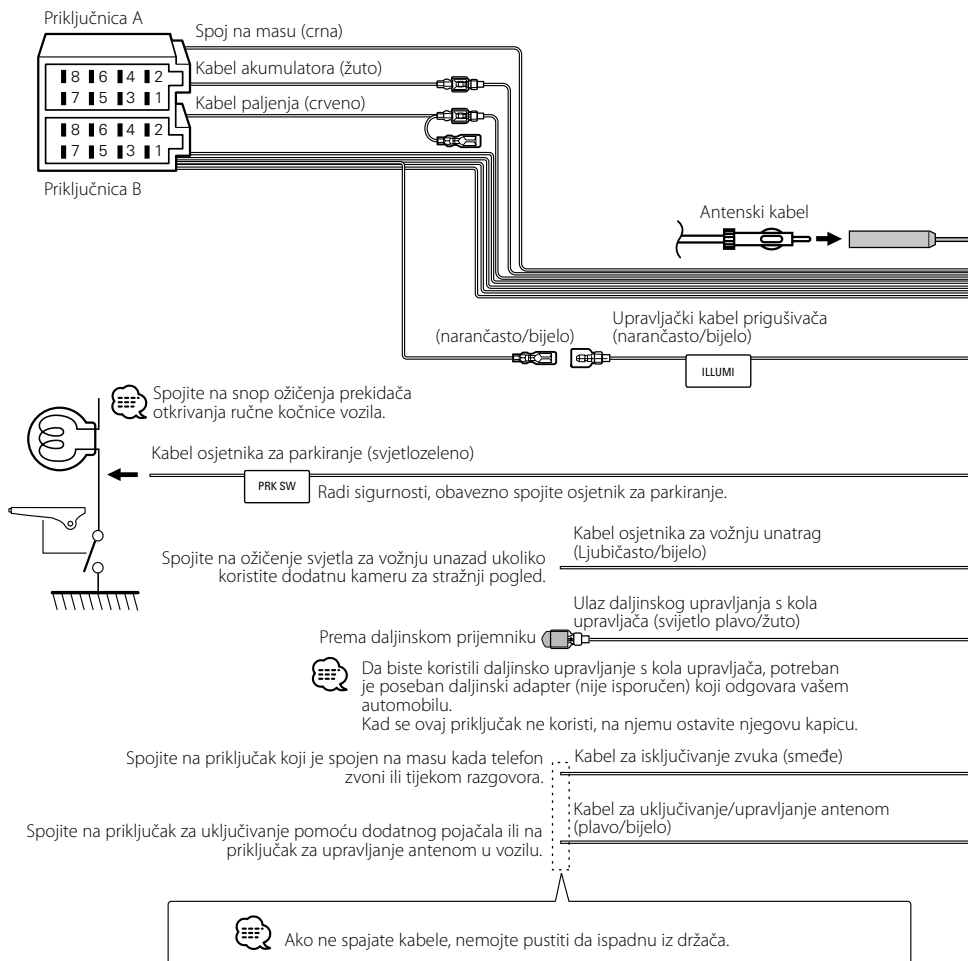 Priključnica A
Spoj na masu (crna)
Kabel akumulatora (žuto)
8 6 4 2
7 5 3 1
Kabel paljenja (crveno)
8 6 4 2
7 5 3 1
Priključnica B
Antenski kabel
(narančasto/bijelo)
Upravljački kabel prigušivača
(narančasto/bijelo)
ILLUMI
Spojite na snop ožičenja prekidača
otkrivanja ručne kočnice vozila.
Kabel osjetnika za parkiranje (svjetlozeleno)
PRK SW
Radi sigurnosti, obavezno spojite osjetnik za parkiranje.
Kabel osjetnika za vožnju unatrag
(Ljubičasto/bijelo)
Spojite na ožičenje svjetla za vožnju unazad ukoliko
koristite dodatnu kameru za stražnji pogled.
Ulaz daljinskog upravljanja s kola
upravljača (svijetlo plavo/žuto)
Prema daljinskom prijemniku
Da biste koristili daljinsko upravljanje s kola upravljača, potreban
je poseban daljinski adapter (nije isporučen) koji odgovara vašem
automobilu.
Kad se ovaj priključak ne koristi, na njemu ostavite njegovu kapicu.
Spojite na priključak koji je spojen na masu kada telefon
zvoni ili tijekom razgovora.
Kabel za isključivanje zvuka (smeđe)
Kabel za uključivanje/upravljanje antenom
(plavo/bijelo)
Spojite na priključak za uključivanje pomoću dodatnog pojačala ili na
priključak za upravljanje antenom u vozilu.
Ako ne spajate kabele, nemojte pustiti da ispadnu iz držača.